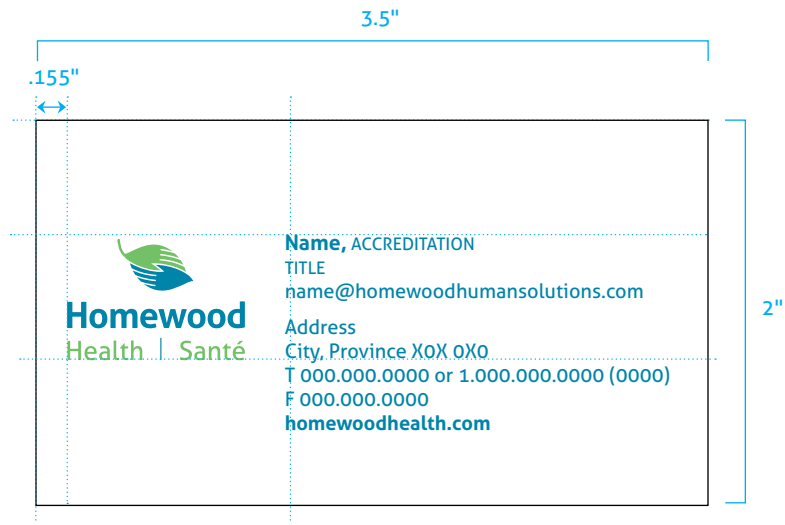 3.5"
.155"
2"
Homewood
Health | Santé
Name, ACCREDITATION
TITLE
name@homewoodhumansolutions.com
Address
City, Province X0X 0X0
T 000.000.0000 or 1.000.000.0000 (0000)
F 000.000.0000
homewoodhealth.com